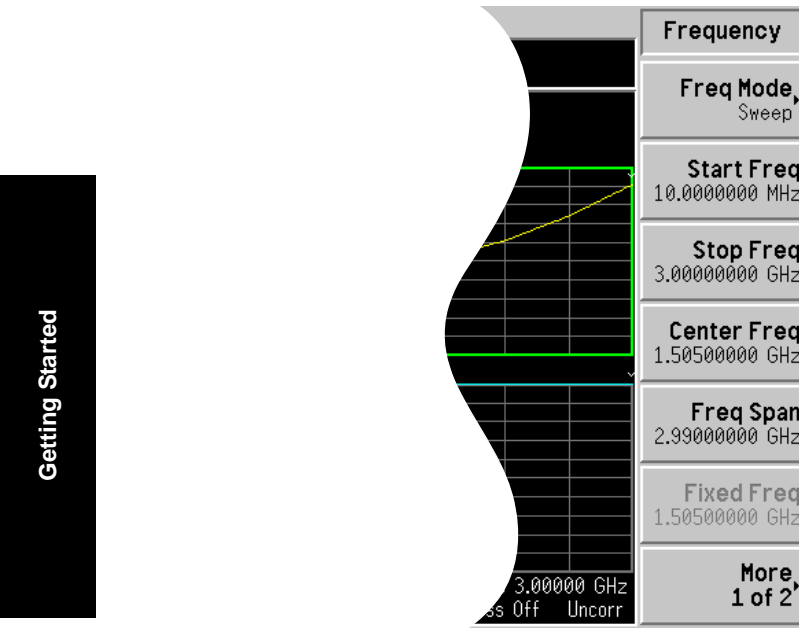 Getting Started
Frequency
Freq Mode
Sweep
Start Freq
10.0000000 MHz
Stop Freq
3.00000000 GHz
Center Freq
1.50500000 GHz
Freq Span
2.99000000 GHz
Fixed Freq
1.50500000 GHz
More
1 of 2
3.00000 GHz
Off Uncorr